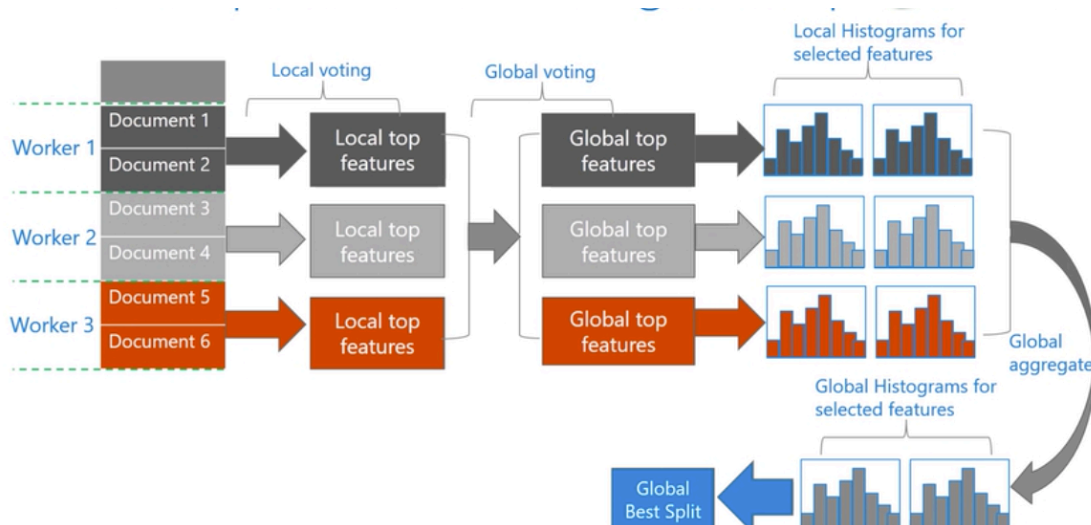 Local Histograms for
selected features
Local voting
Global voting
Worker 1
Document 1
Document 2
Local top
features
Global top
features
Worker 2
Document 3
Document 4
Local top
features
Global top
features
Worker 3
Document 5
Document 6
Local top
features
Global top
features
Global
aggregate
Global Histograms for
selected features
Global
Best Split